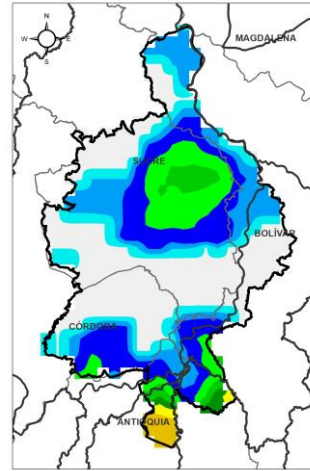 N
W E
S
MAGDALENA
SUCRE
BOLÍVAR
CÓRDOBA
ANTIOQUIA